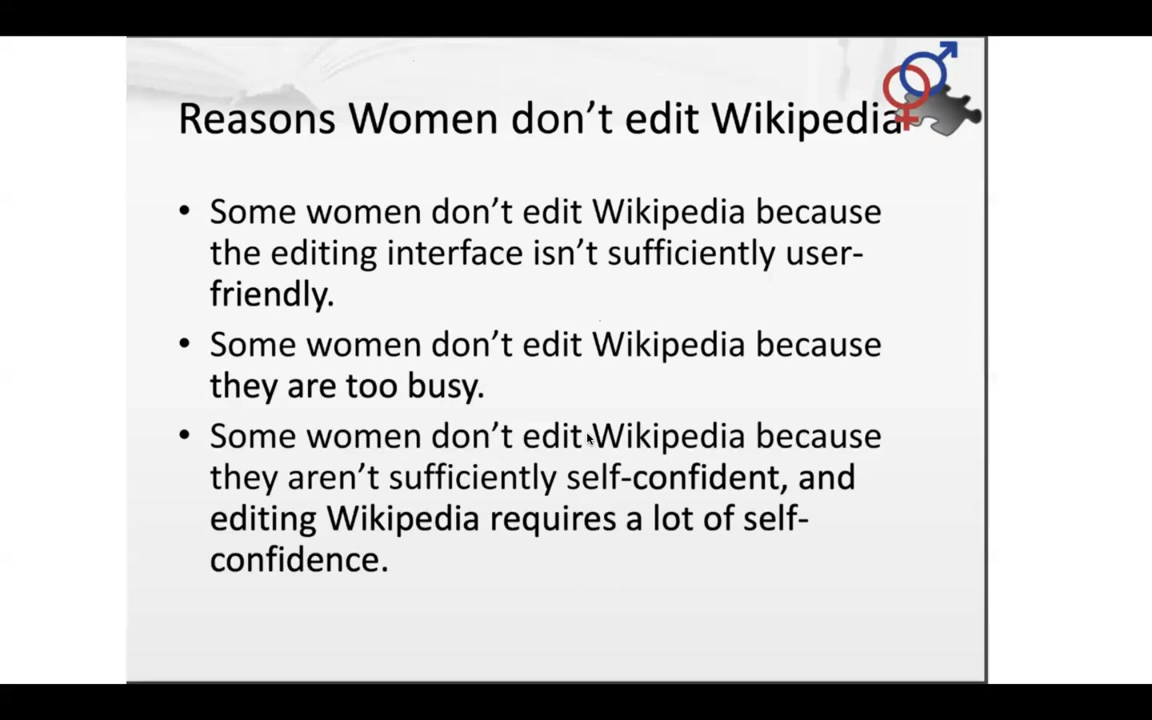 Reasons Women don't edit Wikipedia
• Some women don't edit Wikipedia because
the editing interface isn't sufficiently user-
friendly.
• Some women don't edit Wikipedia because
they are too busy.
• Some women don't edit Wikipedia because
they aren't sufficiently self-confident, and
editing Wikipedia requires a lot of self-
confidence.